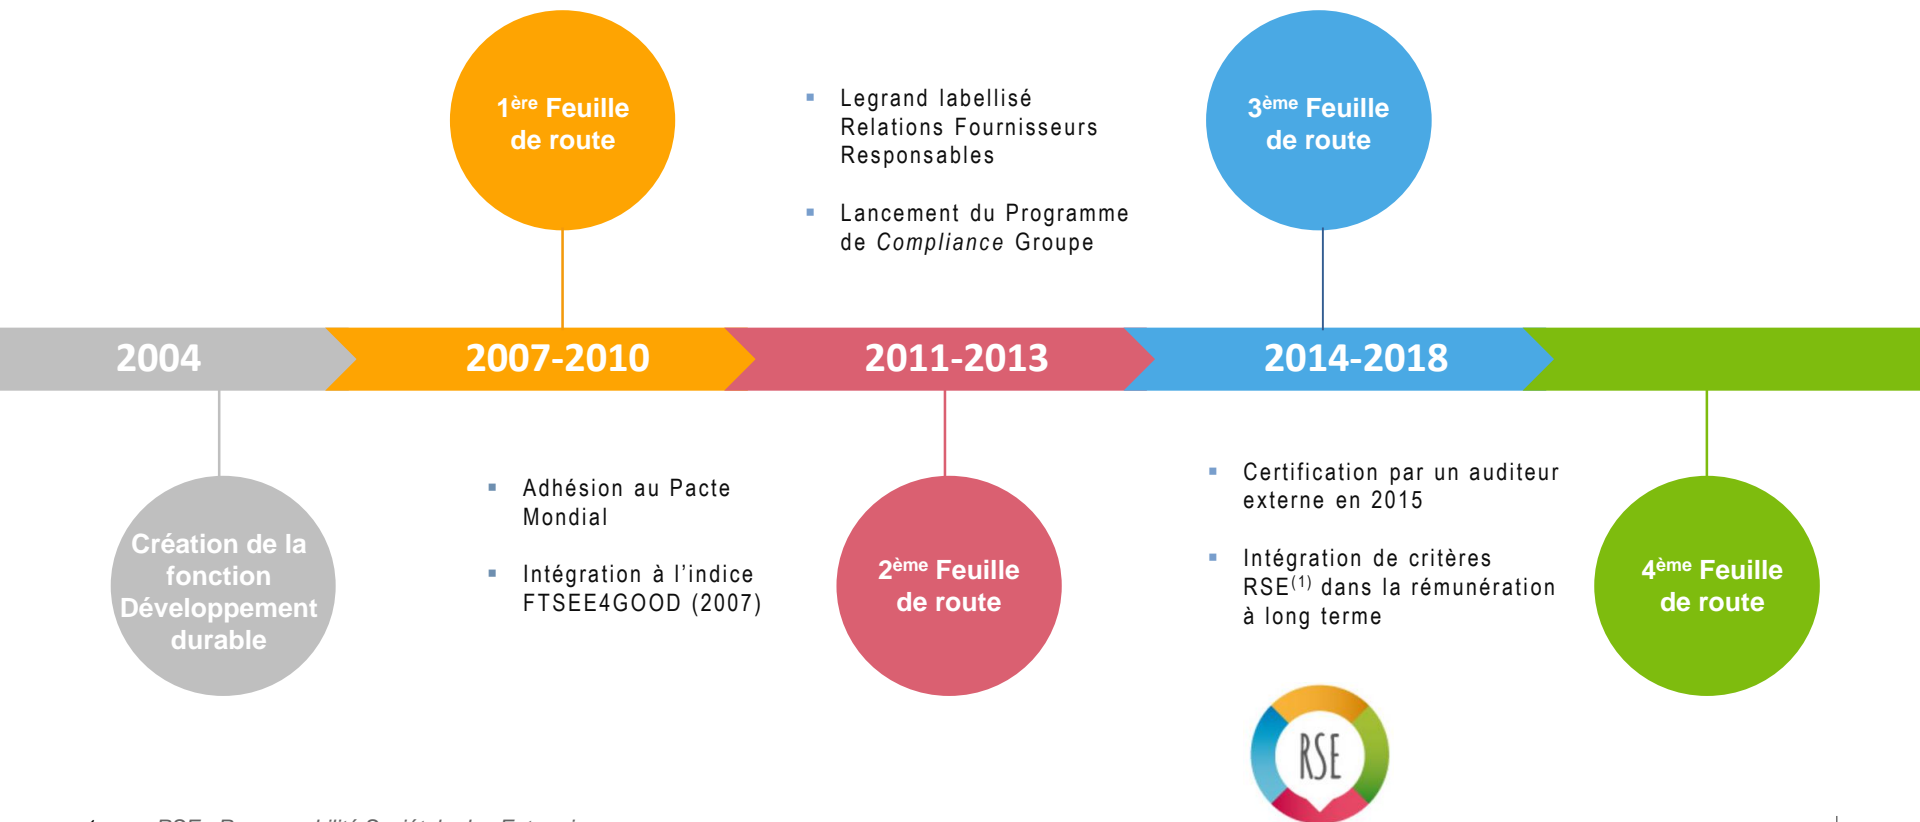 1ère Feuille
de route
Legrand labellisé
Relations Fournisseurs
Responsables
Lancement du Programme
de Compliance Groupe
3ème Feuille
de route
2004
2007-2010
2011-2013
2014-2018
Création de la
fonction
Développement
durable
Adhésion au Pacte
Mondial
Intégration à l’indice
FTSEE4GOOD (2007)
2ème Feuille
de route
Certification par un auditeur
externe en 2015
Intégration de critères
RSE(1) dans la rémunération
à long terme
4ème Feuille
de route
RSE